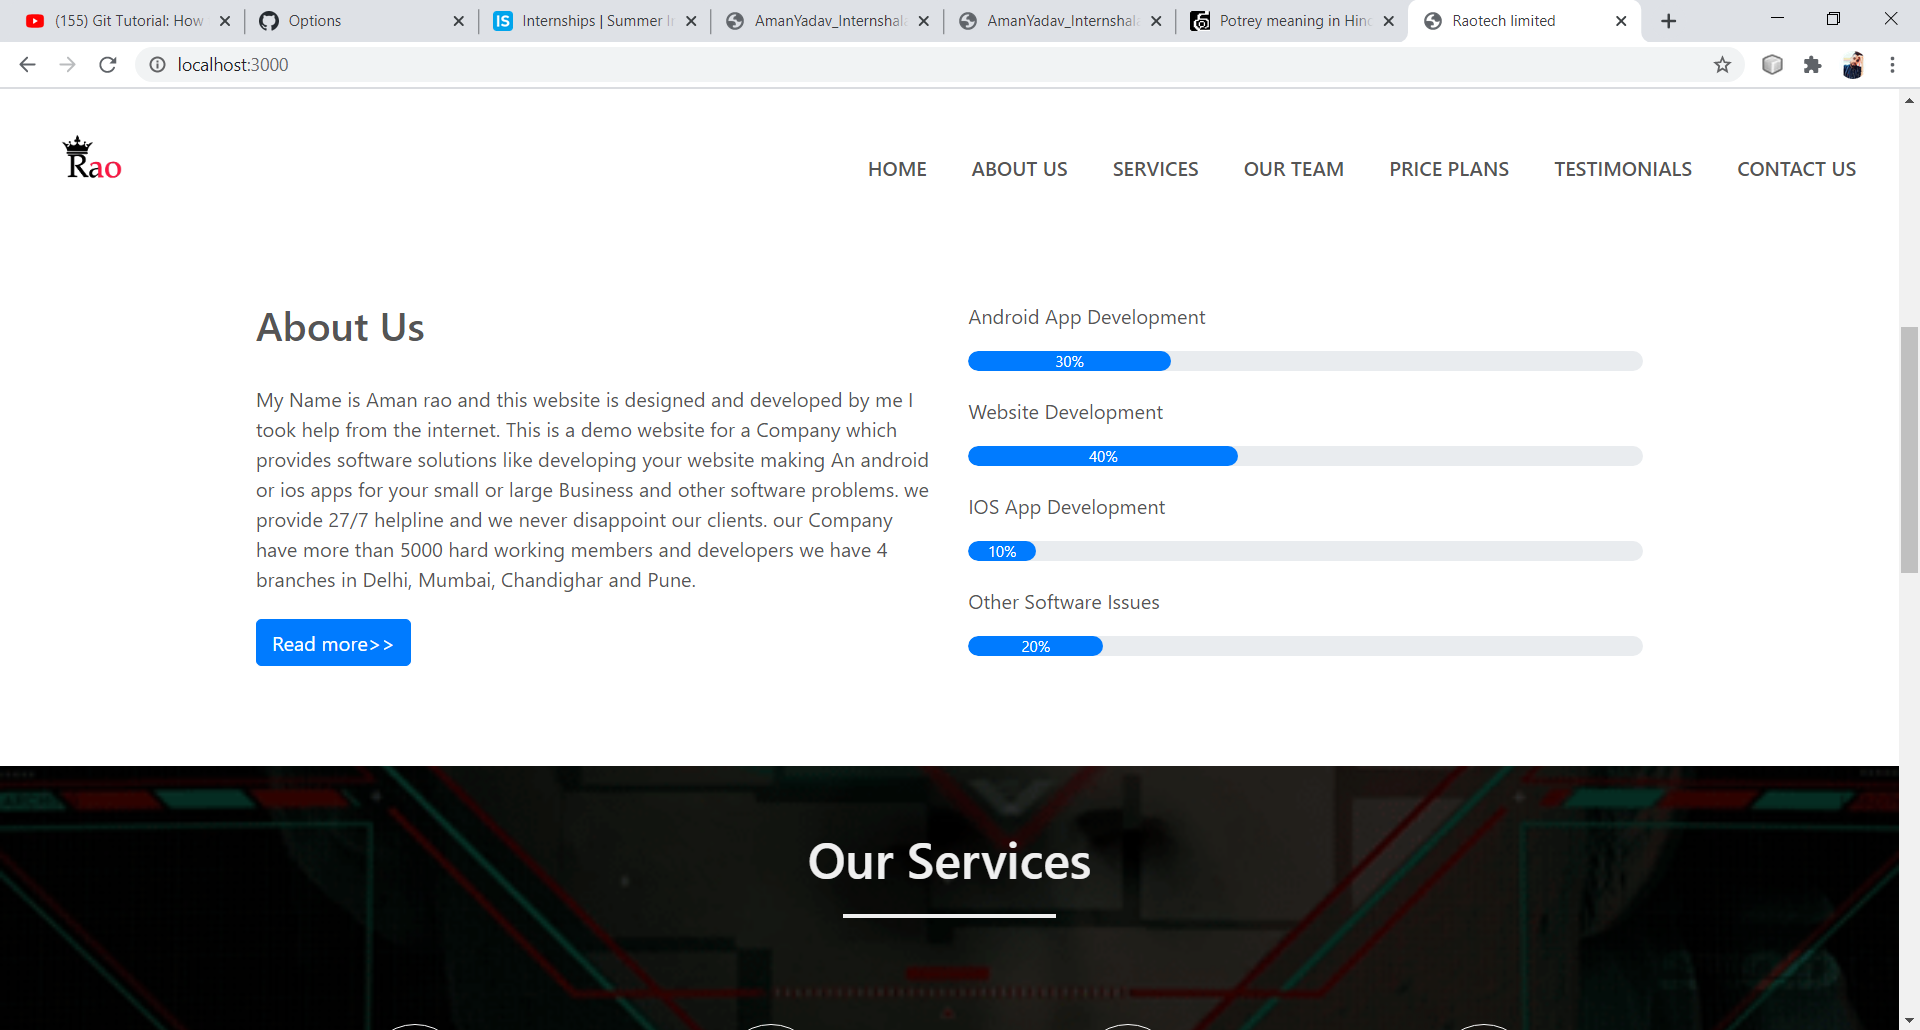 (155) Git Tutorial: How
Options
Internships | Summer In
AmanYadav_Internshala
AmanYadav_Internshala
Potrey meaning in Hind
Raotech limited
localhost:3000
Rao
HOME
ABOUT US
SERVICES
OUR TEAM
PRICE PLANS
TESTIMONIALS
CONTACT US
About Us
My Name is Aman rao and this website is designed and developed by me I
took help from the internet. This is a demo website for a Company which
provides software solutions like developing your website making An android
or ios apps for your small or large Business and other software problems. we
provide 27/7 helpline and we never disappoint our clients. our Company
have more than 5000 hard working members and developers we have 4
branches in Delhi, Mumbai, Chandighar and Pune.
Read more>>
Android App Development
30%
Website Development
40%
IOS App Development
10%
Other Software Issues
20%
Our Services